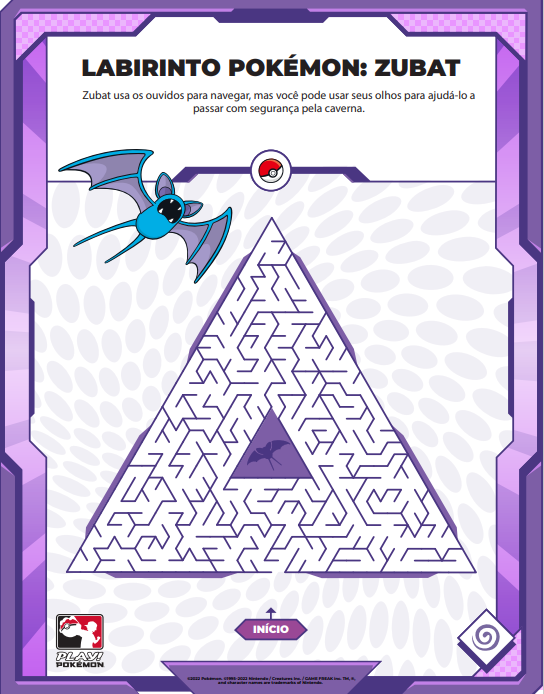 LABIRINTO POKÉMON: ZUBAT
Zubat usa os ouvidos para navegar, mas você pode usar seus olhos para ajudá-lo a
passar com segurança pela caverna.
INÍCIO
PLAY!
POKÉMON
©2022 Pokémon. ©1995–2022 Nintendo / Creatures Inc. / GAME FREAK inc. TM, ®,
and character names are trademarks of Nintendo.